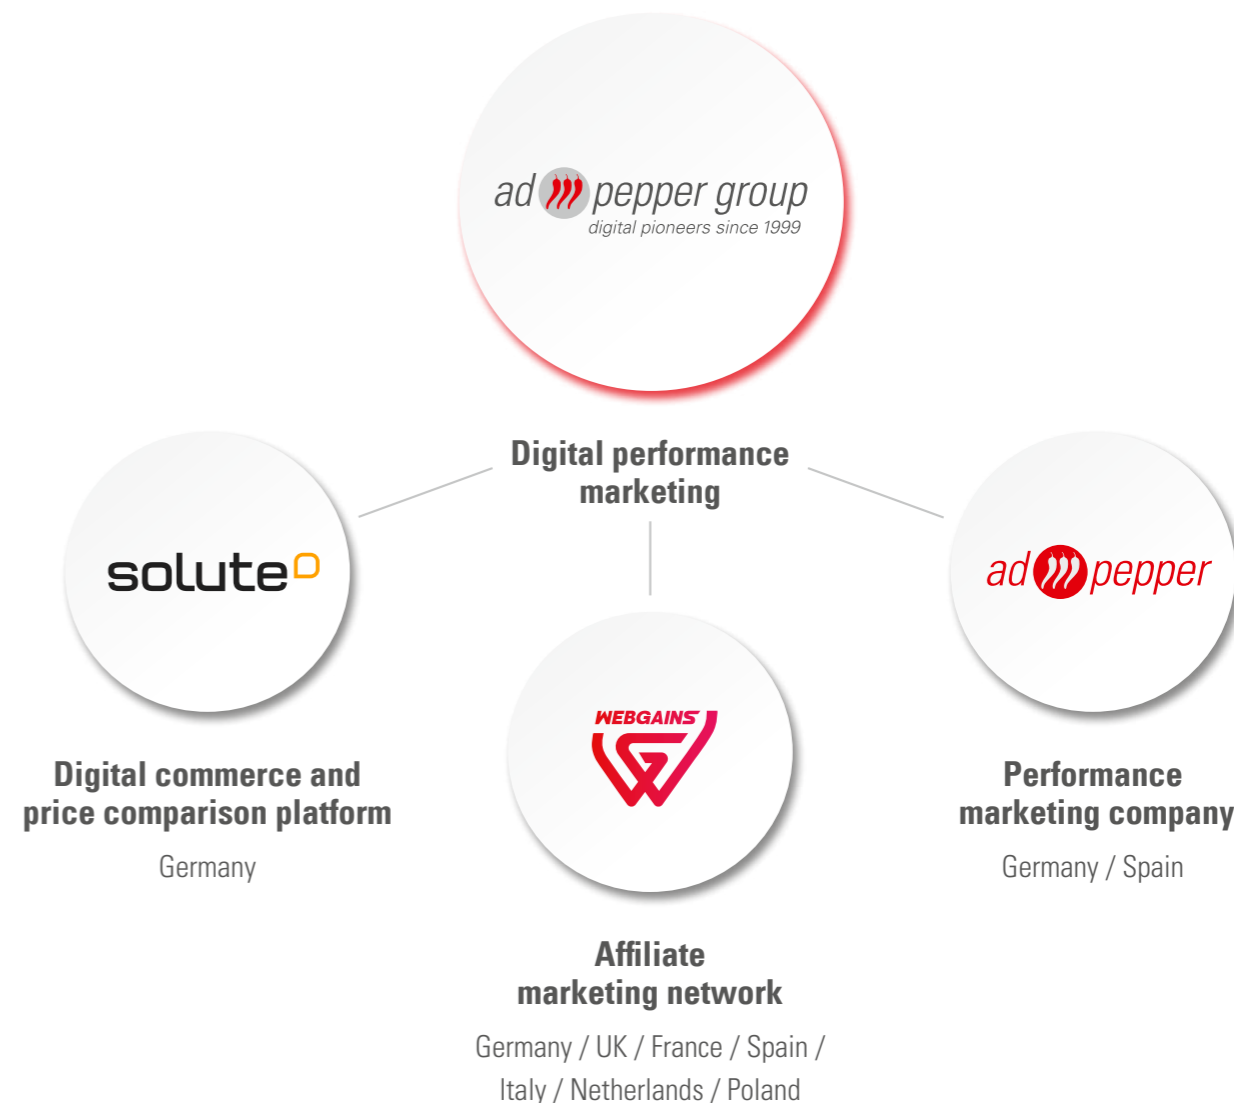 ad pepper group
digital pioneers since 1999
Digital performance
marketing
solute
Digital commerce and
price comparison platform
Germany
WEBGAINS
Affiliate
marketing network
Germany / UK / France / Spain /
Italy / Netherlands / Poland
ad pepper
Performance
marketing company
Germany / Spain